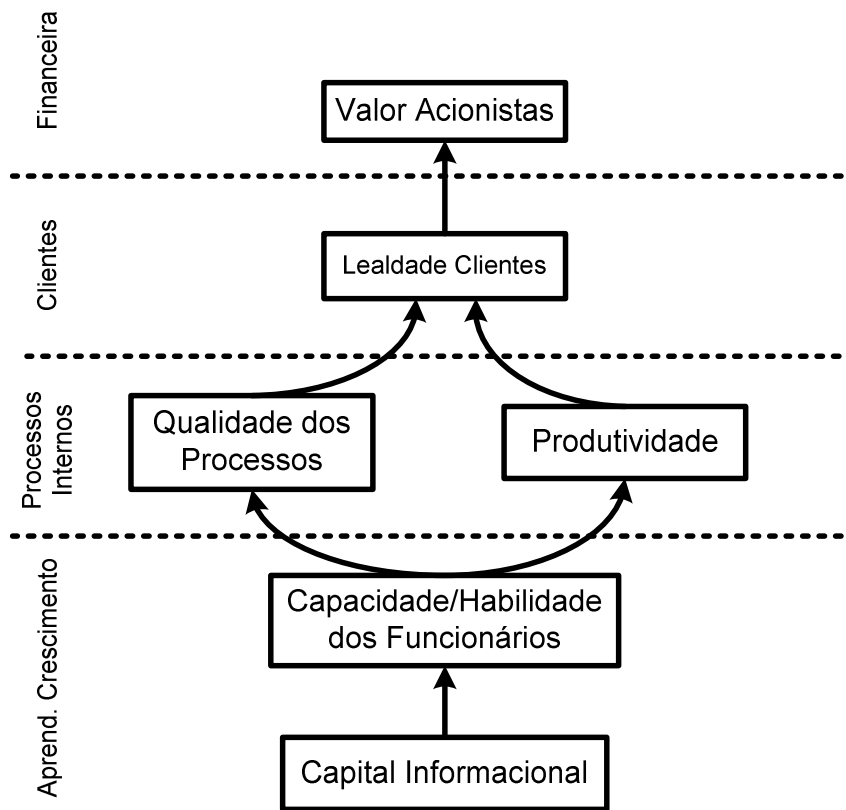 Financeira
Valor Acionistas
Clientes
Lealdade Clientes
Processos
Internos
Qualidade dos
Processos
Produtividade
Aprend. Crescimento
Capacidade/Habilidade
dos Funcionários
Capital Informacional